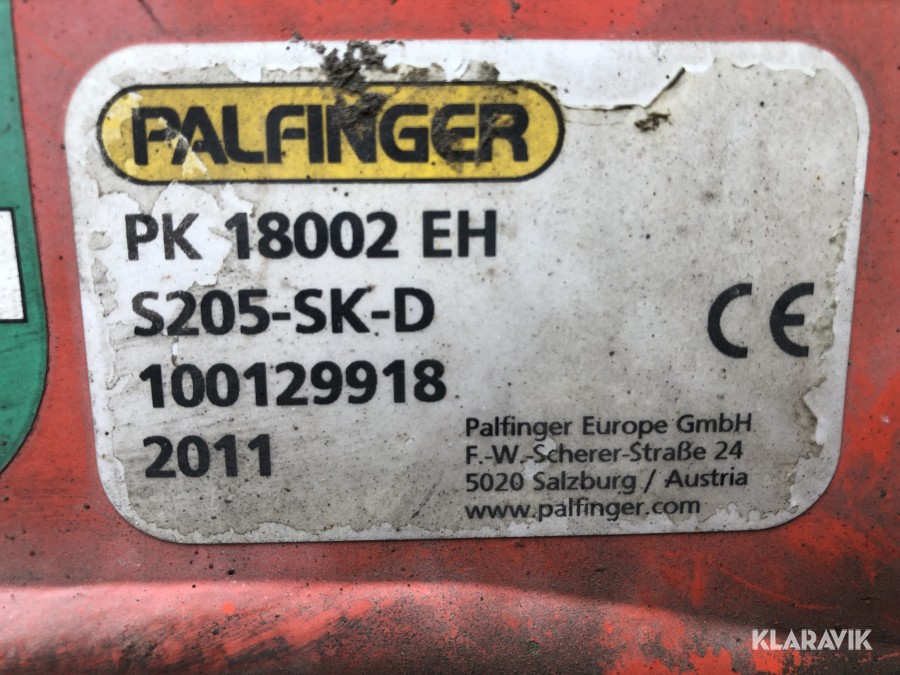 PALFINGER
PK 18002 EH
S205-SK-D
100129918
2011
CE
Palfinger Europe GmbH
F.-W.-Scherer-Straße 24
5020 Salzburg / Austria
www.palfinger.com
KLARAVIK